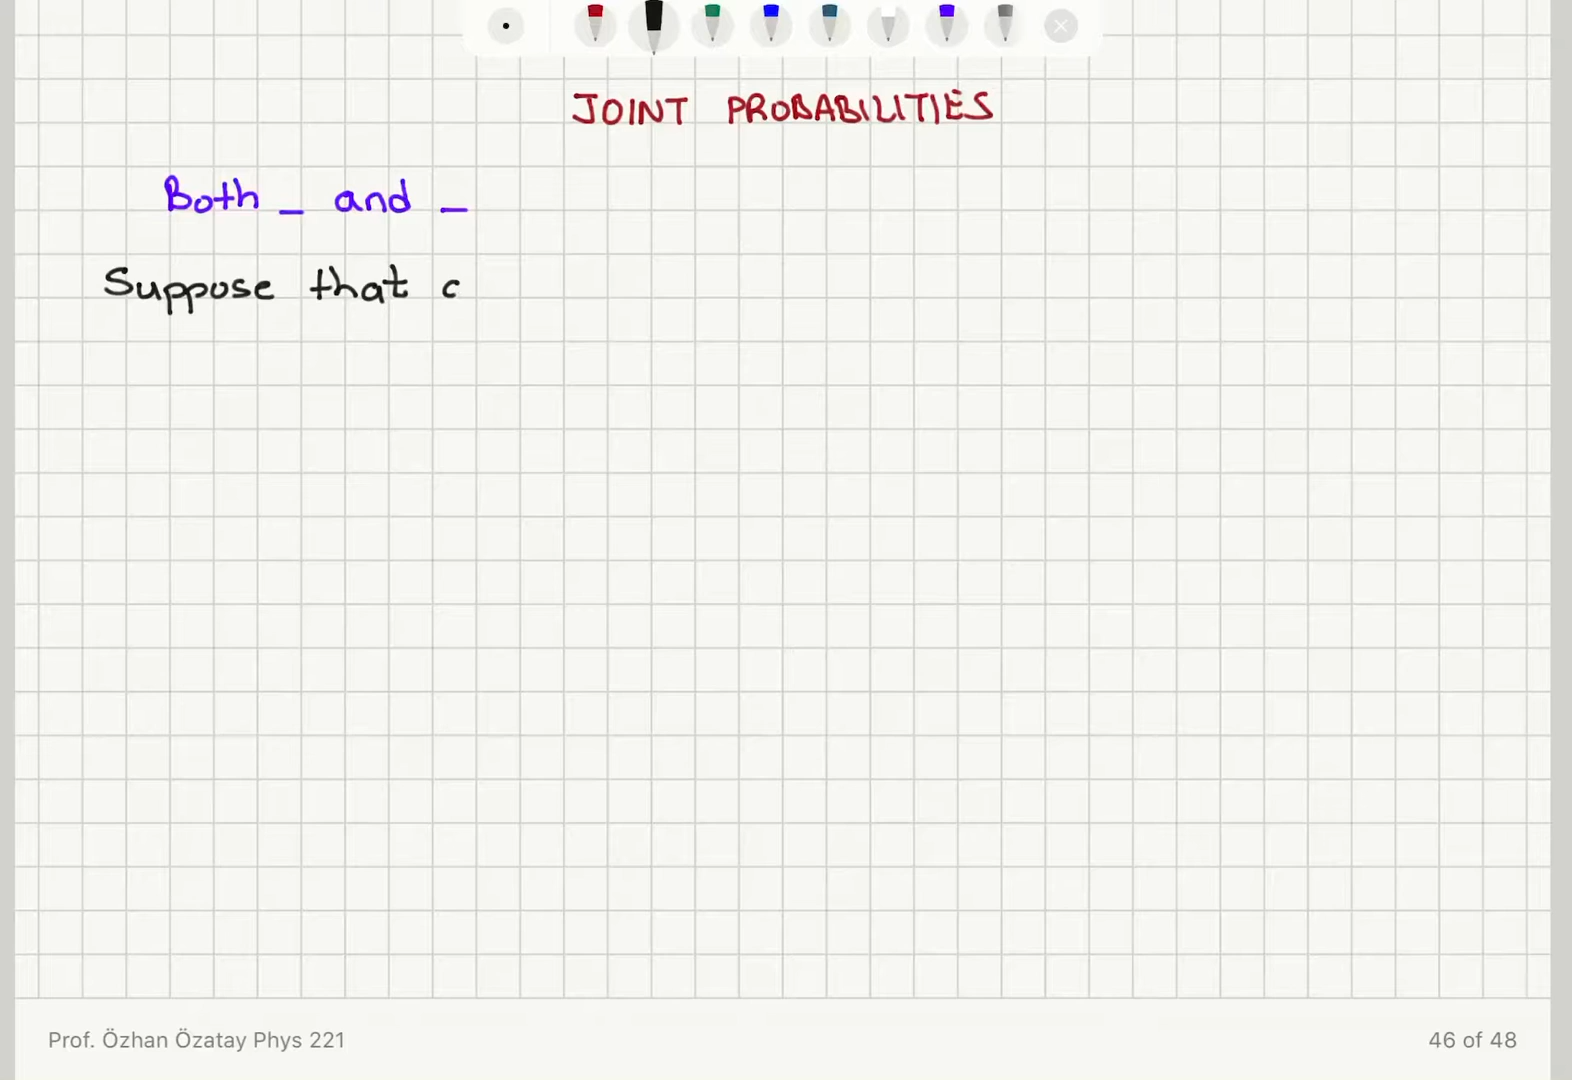 JOINT PROBABILITIES
Both _ and _
Suppose that c
Prof. Özhan Özatay Phys 221
46 of 48